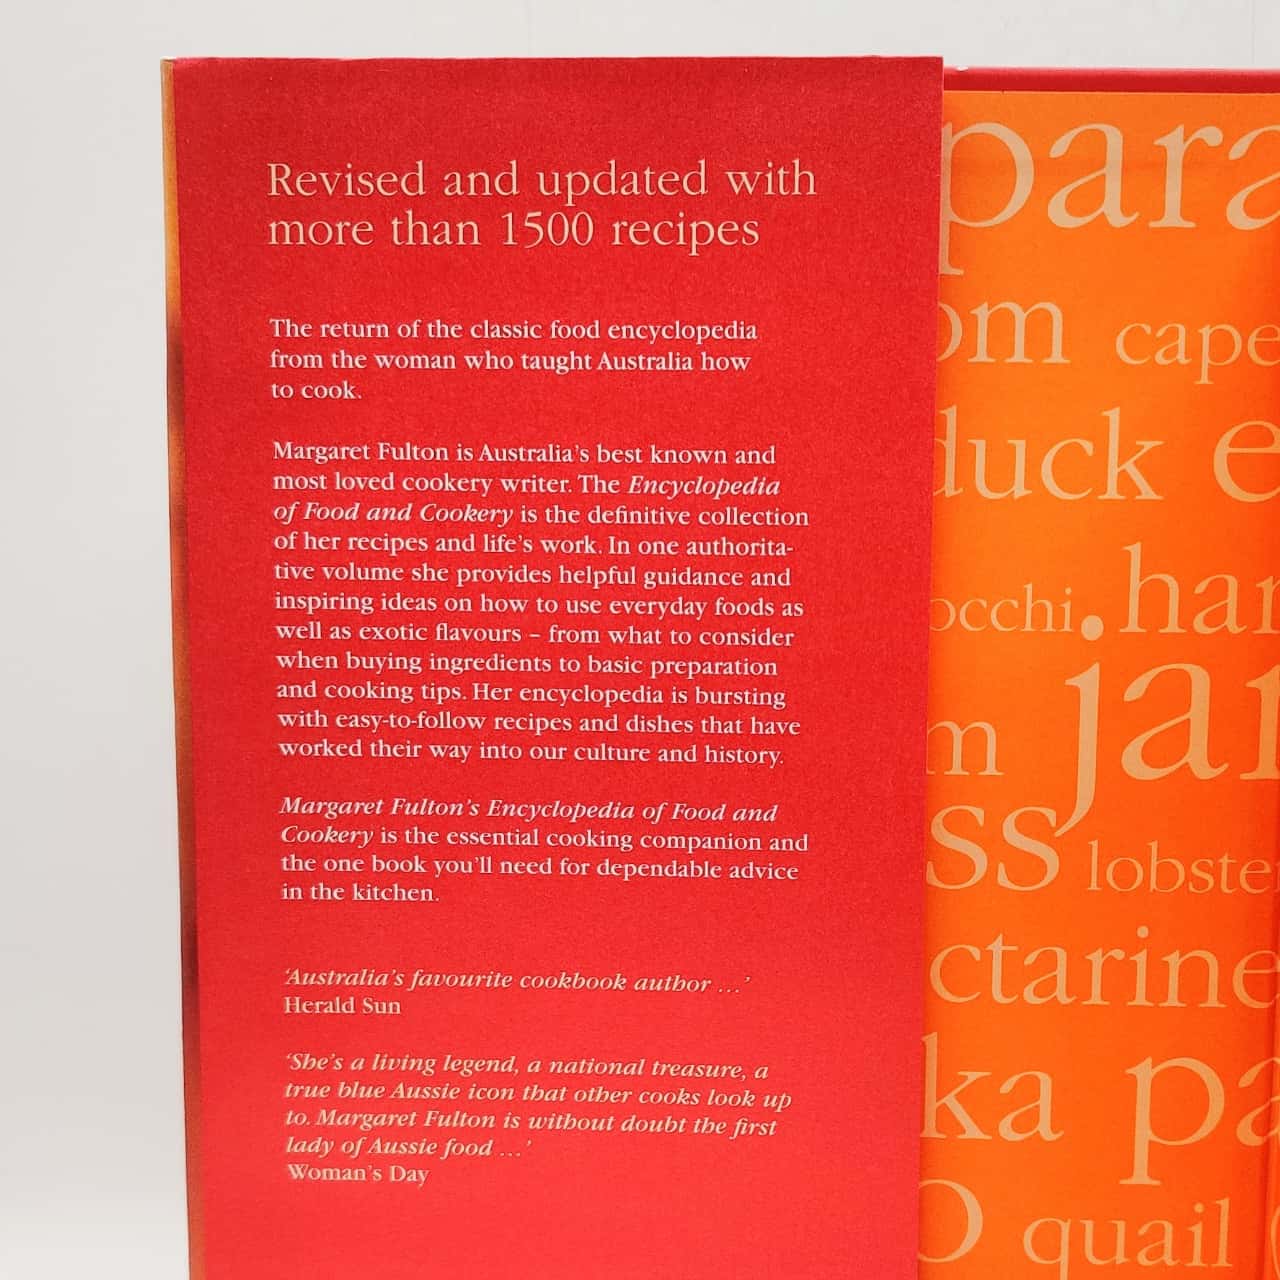 Revised and updated with
more than 1500 recipes
The return of the classic food encyclopedia
from the woman who taught Australia how
to cook.
Margaret Fulton is Australia's best known and
most loved cookery writer. The Encyclopedia
of Food and Cookery is the definitive collection
of her recipes and life's work. In one authorita-
tive volume she provides helpful guidance and
inspiring ideas on how to use everyday foods as
well as exotic flavours – from what to consider
when buying ingredients to basic preparation
and cooking tips. Her encyclopedia is bursting
with easy-to-follow recipes and dishes that have
worked their way into our culture and history.
Margaret Fulton's Encyclopedia of Food and
Cookery is the essential cooking companion and
the one book you'll need for dependable advice
in the kitchen.
'Australia's favourite cookbook author ...'
Herald Sun
'She's a living legend, a national treasure, a
true blue Aussie icon that other cooks look up
to. Margaret Fulton is without doubt the first
lady of Aussie food ...'
Woman's Day
para
om cape
duck e
occhi har
m jar
ss lobste
ctarine
ka pa
o quail